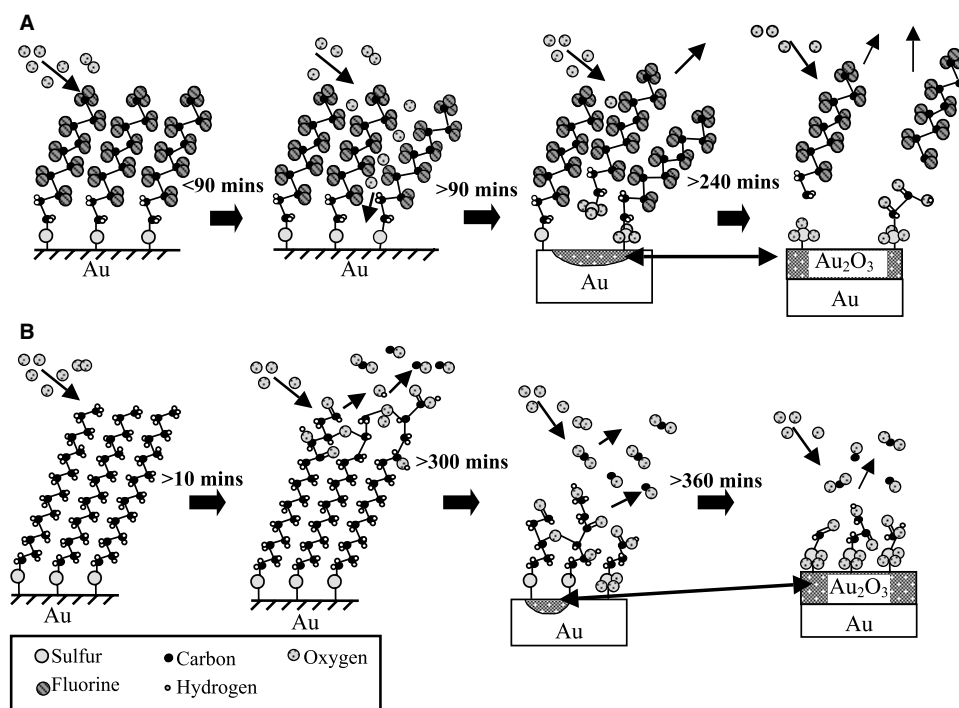 A
<90 mins
>90 mins
>240 mins
Au
Au
Au
Au₂O₃
Au
B
>10 mins
>300 mins
>360 mins
Au
Au
Au
Au₂O₃
Au
Sulfur
Carbon
Oxygen
Fluorine
Hydrogen